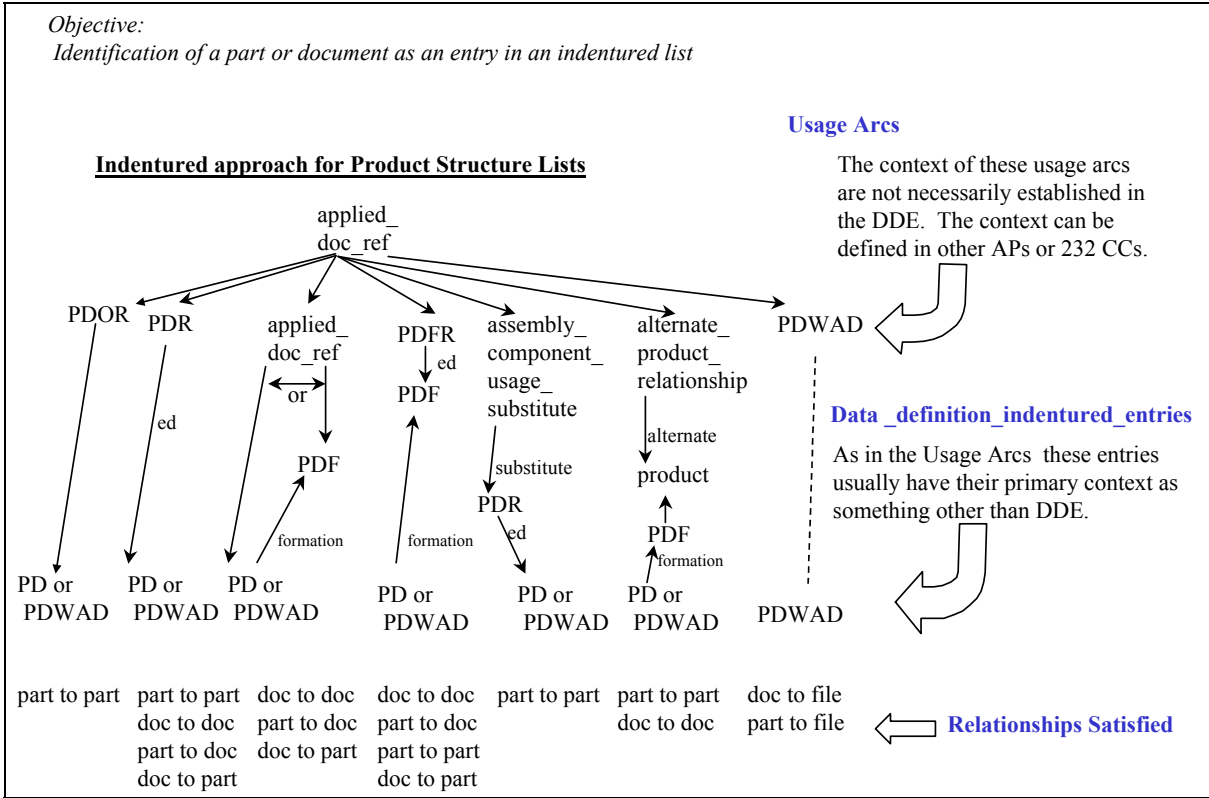 Objective:
Identification of a part or document as an entry in an indentured list
Usage Arcs
Indentured approach for Product Structure Lists
The context of these usage arcs
are not necessarily established in
the DDE. The context can be
defined in other APs or 232 CCs.
applied_
doc_ref
PDOR
PDR
applied_
doc_ref
or
PDFR
ed
PDF
assembly_
component_
usage_
substitute
alternate_
product_
relationship
PDWAD
ed
PDF
substitute
PDR
ed
alternate
product
PDF
formation
formation
formation
Data _definition_indentured_entries
As in the Usage Arcs these entries
usually have their primary context as
something other than DDE.
PD or
PDWAD
PD or
PDWAD
PD or
PDWAD
PD or
PDWAD
PD or
PDWAD
PD or
PDWAD
PDWAD
part to part
part to part
doc to doc
part to doc
doc to part
doc to doc
part to doc
doc to part
doc to doc
part to doc
part to part
doc to part
part to part
part to part
doc to doc
doc to file
part to file
Relationships Satisfied